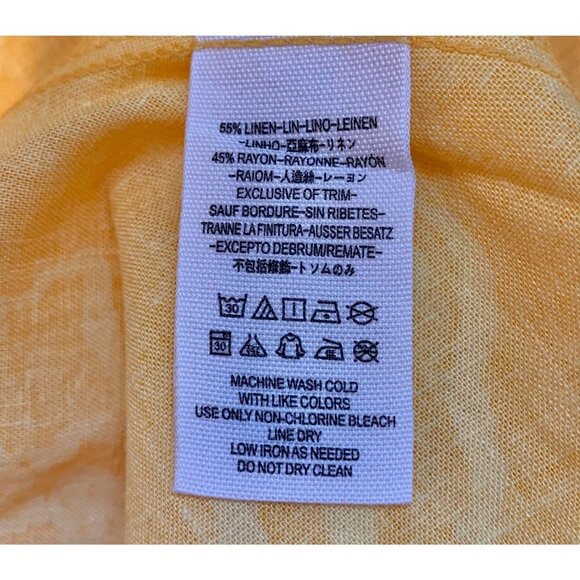 55% LINEN-LIN-LINO-LEINEN
-LINHO-亞麻布-リネン
45% RAYON-RAYONNE-RAYÓN
-RAIOM-人造絲-レーヨン
EXCLUSIVE OF TRIM-
SAUF BORDURE-SIN RIBETES-
TRANNE LA FINITURA-AUSSER BESATZ
-EXCEPTO DEBRUM/REMATE-
不包括條飾-トリムのみ
30
30
MACHINE WASH COLD
WITH LIKE COLORS
USE ONLY NON-CHLORINE BLEACH
LINE DRY
LOW IRON AS NEEDED
DO NOT DRY CLEAN